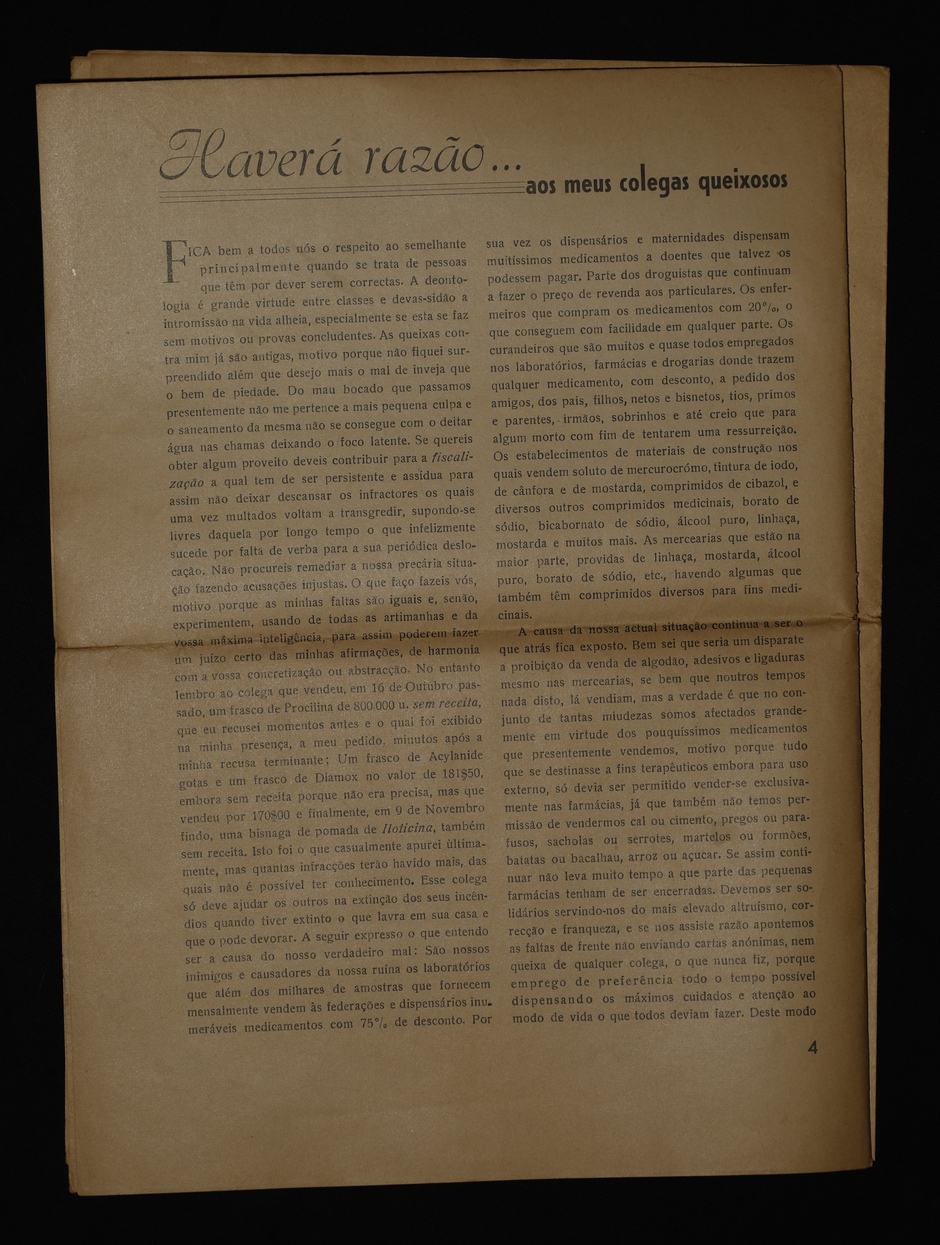 Haverá razão...
aos meus colegas queixosos
FICA bem a todos nós o respeito ao semelhante
principalmente quando se trata de pessoas
que têm por dever serem correctas. A deonto-
logia é grande virtude entre classes e devas-sidão a
intromissão na vida alheia, especialmente se esta se faz
sem motivos ou provas concludentes. As queixas con-
tra mim já são antigas, motivo porque não fiquei sur-
preendido além que desejo mais o mal de inveja que
o bem de piedade. Do mau bocado que passamos
presentemente não me pertence a mais pequena culpa e
o saneamento da mesma não se consegue com o deitar
água nas chamas deixando o foco latente. Se quereis
obter algum proveito deveis contribuir para a fiscali-
zação a qual tem de ser persistente e assidua para
assim não deixar descansar os infractores os quais
uma vez multados voltam a transgredir, supondo-se
livres daquela por longo tempo o que infelizmente
sucede por falta de verba para a sua periódica deslo-
cação. Não procureis remediar a nossa precária situa-
ção fazendo acusações injustas. O que faço fazeis vós,
motivo porque as minhas faltas são iguais e, senão,
experimentem, usando de todas as artimanhas e da
vossa máxima inteligência, para assim poderem fazer
um juízo certo das minhas afirmações, de harmonia
com a vossa concretização ou abstracção. No entanto
lembro ao colega que vendeu, em 16 de Outubro pas-
sado, um frasco de Procilina de 800.000 u. sem receita,
que eu recusei momentos antes e o qual foi exibido
na minha presença, a meu pedido, minutos após a
minha recusa terminante; Um frasco de Acylanide
gotas e um frasco de Diamox no valor de 181$50,
embora sem receita porque não era precisa, mas que
vendeu por 170$00 e finalmente, em 9 de Novembro
findo, uma bisnaga de pomada de Iloticina, também
sem receita. Isto foi o que casualmente apurei ùltima-
mente, mas quantas infracções terão havido mais, das
quais não é possível ter conhecimento. Esse colega
só deve ajudar os outros na extinção dos seus incên-
dios quando tiver extinto o que lavra em sua casa e
que o pode devorar. A seguir expresso o que entendo
ser a causa do nosso verdadeiro mal: São nossos
inimigos e causadores da nossa ruína os laboratórios
que além dos milhares de amostras que fornecem
mensalmente vendem às federações e dispensários inu-
meráveis medicamentos com 75% de desconto. Por
sua vez os dispensários e maternidades dispensam
muitissimos medicamentos a doentes que talvez os
podessem pagar. Parte dos droguistas que continuam
a fazer o preço de revenda aos particulares. Os enfer-
meiros que compram os medicamentos com 20%, o
que conseguem com facilidade em qualquer parte. Os
curandeiros que são muitos e quase todos empregados
nos laboratórios, farmácias e drogarias donde trazem
qualquer medicamento, com desconto, a pedido dos
amigos, dos pais, filhos, netos e bisnetos, tios, primos
e parentes, irmãos, sobrinhos e até creio que para
algum morto com fim de tentarem uma ressurreição.
Os estabelecimentos de materiais de construção nos
quais vendem soluto de mercurocrómo, tintura de iodo,
de cânfora e de mostarda, comprimidos de cibazol, e
diversos outros comprimidos medicinais, borato de
sódio, bicabornato de sódio, álcool puro, linhaça,
mostarda e muitos mais. As mercearias que estão na
maior parte, providas de linhaça, mostarda, álcool
puro, borato de sódio, etc., havendo algumas que
também têm comprimidos diversos para fins medi-
cinais.
A causa da nossa actual situação continua a ser o
que atrás fica exposto. Bem sei que seria um disparate
a proibição da venda de algodão, adesivos e ligaduras
mesmo nas mercearias, se bem que noutros tempos
nada disto, lá vendiam, mas a verdade é que no con-
junto de tantas miudezas somos afectados grande-
mente em virtude dos pouquíssimos medicamentos
que presentemente vendemos, motivo porque tudo
que se destinasse a fins terapêuticos embora para uso
externo, só devia ser permitido vender-se exclusiva-
mente nas farmácias, já que também não temos per-
missão de vendermos cal ou cimento, pregos ou para-
fusos, sacholas ou serrotes, martelos ou formões,
batatas ou bacalhau, arroz ou açucar. Se assim conti-
nuar não leva muito tempo a que parte das pequenas
farmácias tenham de ser encerradas. Devemos ser so-
lidários servindo-nos do mais elevado altruísmo, cor-
recção e franqueza, e se nos assiste razão apontemos
as faltas de frente não enviando cartas anónimas, nem
queixa de qualquer colega, o que nunca fiz, porque
emprego de preferência todo o tempo possível
dispensando os máximos cuidados e atenção ao
modo de vida o que todos deviam fazer. Deste modo
4